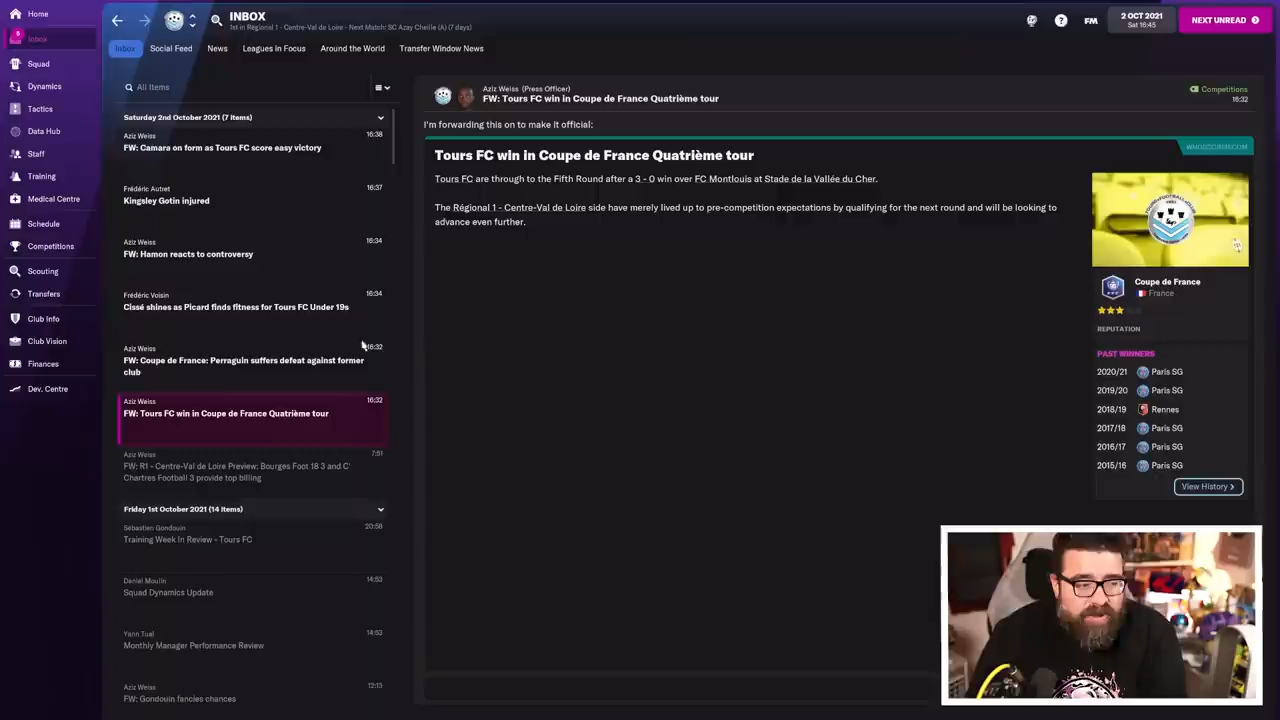 Home
Inbox
Squad
Dynamics
Tactics
Data Hub
Staff
Training
Medical Centre
Schedule
Competitions
Scouting
Transfers
Club Info
Club Vision
Finances
Dev. Centre
INBOX
1st in Régional 1 - Centre-Val de Loire - Next Match: SC Azay Cheille (A) (7 days)
FM
2 OCT 2021
Sat 16:45
NEXT UNREAD
Inbox
Social Feed
News
Leagues in Focus
Around the World
Transfer Window News
All Items
Saturday 2nd October 2021 (7 items)
Aziz Weiss
16:38
FW: Camara on form as Tours FC score easy victory
Frédéric Autret
16:37
Kingsley Gotin injured
Aziz Weiss
16:34
FW: Hamon reacts to controversy
Frédéric Voisin
16:34
Cissé shines as Picard finds fitness for Tours FC Under 19s
Aziz Weiss
16:32
FW: Coupe de France: Perraguin suffers defeat against former
club
Aziz Weiss
16:32
FW: Tours FC win in Coupe de France Quatrième tour
Aziz Weiss
7:51
FW: R1 - Centre-Val de Loire Preview: Bourges Foot 18 3 and C'
Chartres Football 3 provide top billing
Friday 1st October 2021 (14 items)
Sébastien Gondouin
20:58
Training Week In Review - Tours FC
Daniel Moulin
14:53
Squad Dynamics Update
Yann Tual
14:52
Monthly Manager Performance Review
Aziz Weiss
12:15
FW: Gondouin fancies chances
Aziz Weiss (Press Officer)
FW: Tours FC win in Coupe de France Quatrième tour
Competitions
16:32
I'm forwarding this on to make it official:
Tours FC win in Coupe de France Quatrième tour
Tours FC are through to the Fifth Round after a 3 - 0 win over FC Montlouis at Stade de la Vallée du Cher.
The Régional 1 - Centre-Val de Loire side have merely lived up to pre-competition expectations by qualifying for the next round and will be looking to
advance even further.
Coupe de France
France
REPUTATION
PAST WINNERS
2020/21 Paris SG
2019/20 Paris SG
2018/19 Rennes
2017/18 Paris SG
2016/17 Paris SG
2015/16 Paris SG
View History